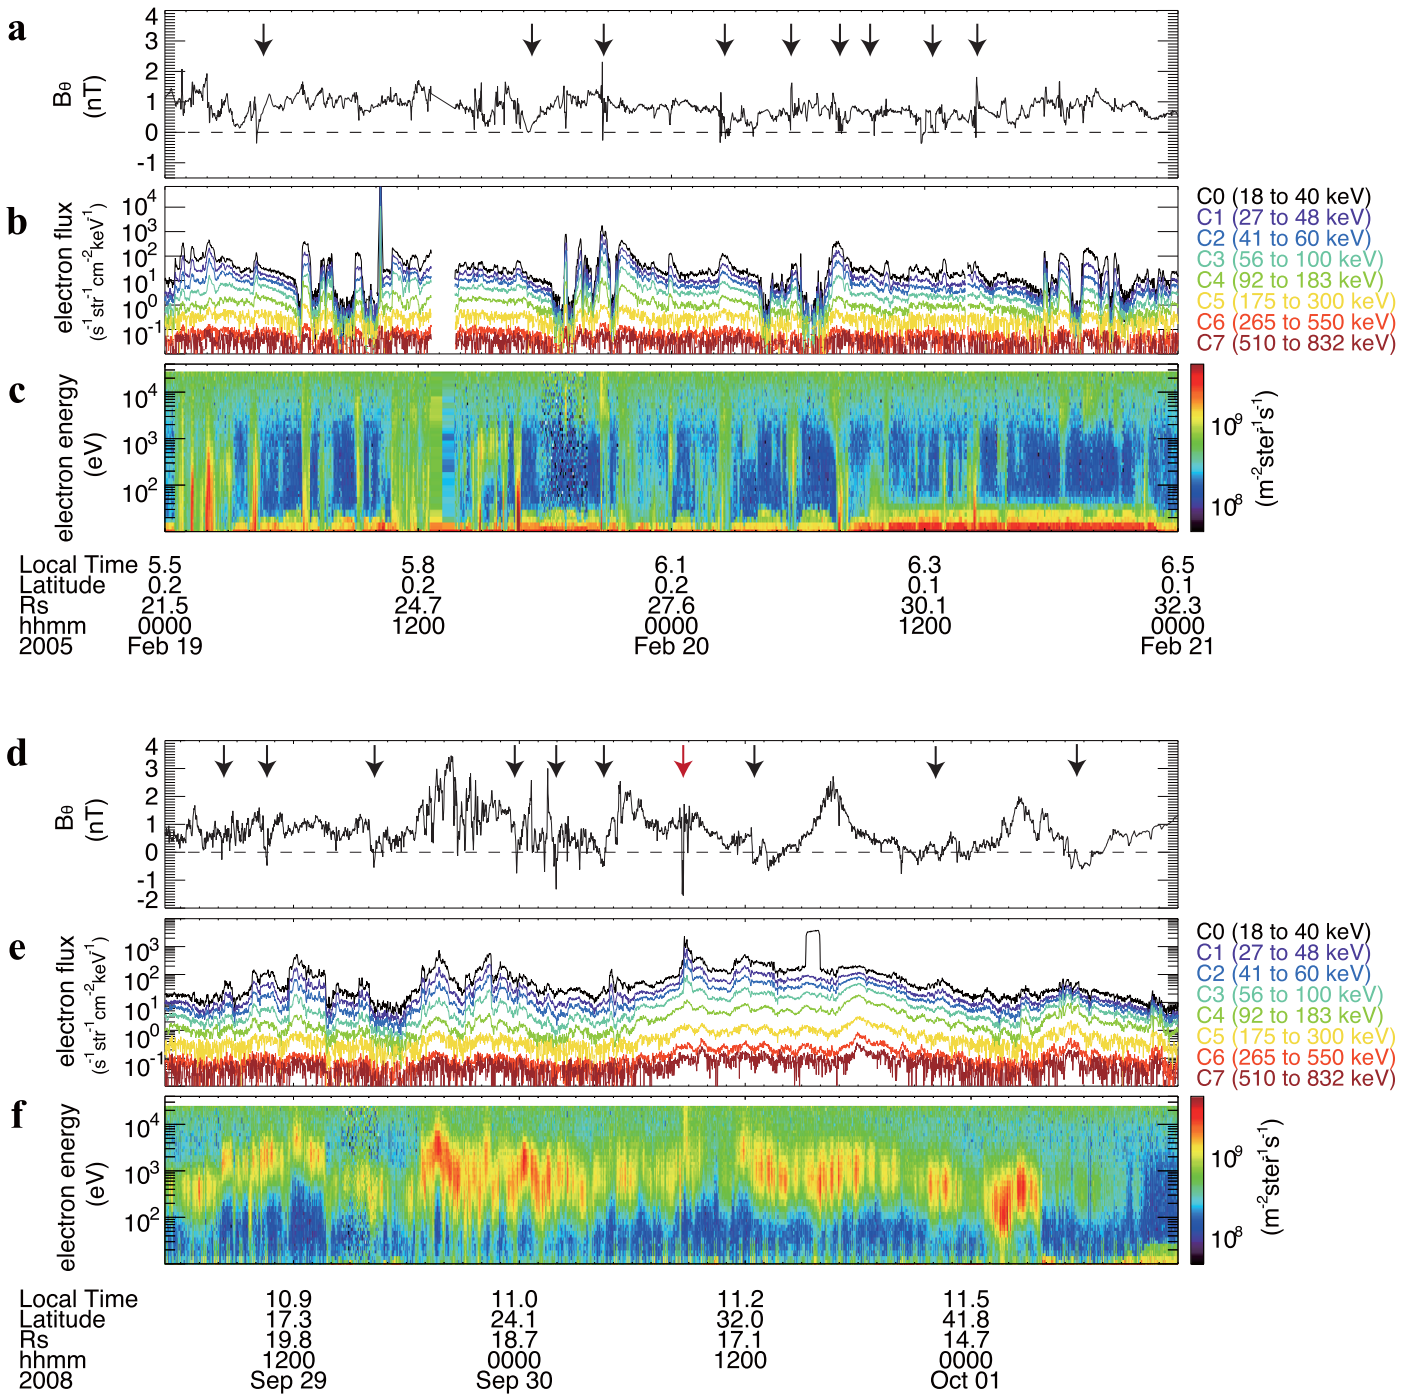 a
4
3
2
1
0
-1
Bθ
(nT)
b
10⁴
10³
10²
10¹
10⁰
10⁻¹
electron flux
(s⁻¹str⁻¹cm⁻²keV⁻¹)
C0 (18 to 40 keV)
C1 (27 to 48 keV)
C2 (41 to 60 keV)
C3 (56 to 100 keV)
C4 (92 to 183 keV)
C5 (175 to 300 keV)
C6 (265 to 550 keV)
C7 (510 to 832 keV)
c
10⁴
10³
10²
electron energy
(eV)
10⁹
10⁸
(m⁻²ster⁻¹s⁻¹)
Local Time 5.5 5.8 6.1 6.3 6.5
Latitude 0.2 0.2 0.2 0.1 0.1
Rs 21.5 24.7 27.6 30.1 32.3
hhmm 0000 1200 0000 1200 0000
2005 Feb 19 Feb 20 Feb 21
d
4
3
2
1
0
-1
-2
Bθ
(nT)
e
10³
10²
10¹
10⁰
10⁻¹
electron flux
(s⁻¹str⁻¹cm⁻²keV⁻¹)
C0 (18 to 40 keV)
C1 (27 to 48 keV)
C2 (41 to 60 keV)
C3 (56 to 100 keV)
C4 (92 to 183 keV)
C5 (175 to 300 keV)
C6 (265 to 550 keV)
C7 (510 to 832 keV)
f
10⁴
10³
10²
electron energy
(eV)
10⁹
10⁸
(m⁻²ster⁻¹s⁻¹)
Local Time 10.9 11.0 11.2 11.5
Latitude 17.3 24.1 32.0 41.8
Rs 19.8 18.7 17.1 14.7
hhmm 1200 0000 1200 0000
2008 Sep 29 Sep 30 Oct 01